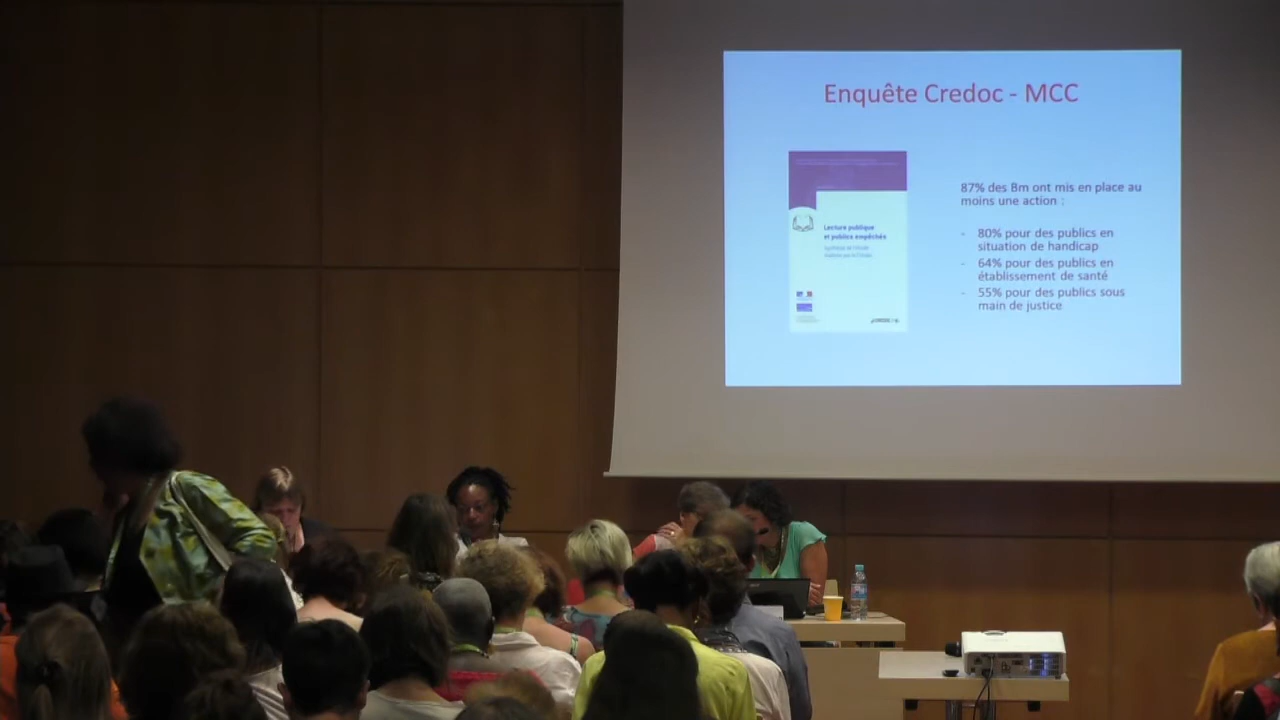 Enquête Credoc - MCC
Lecture publique
et publics empêchés
87% des Bm ont mis en place au
moins une action :
- 80% pour des publics en
situation de handicap
- 64% pour des publics en
établissement de santé
- 55% pour des publics sous
main de justice